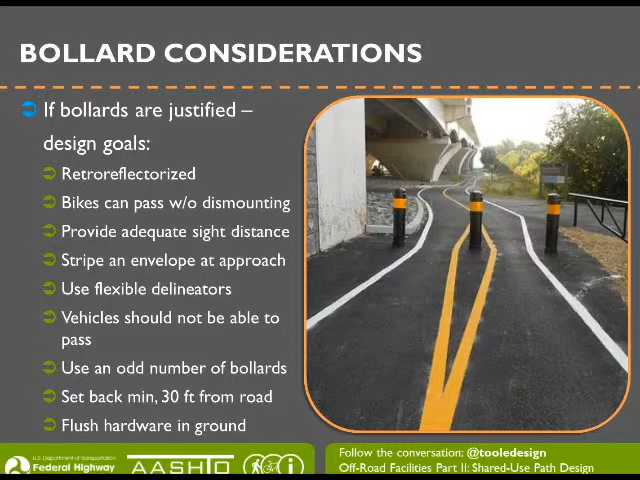 BOLLARD CONSIDERATIONS
If bollards are justified –
design goals:
Retroreflectorized
Bikes can pass w/o dismounting
Provide adequate sight distance
Stripe an envelope at approach
Use flexible delineators
Vehicles should not be able to
pass
Use an odd number of bollards
Set back min, 30 ft from road
Flush hardware in ground
U.S. Department of Transportation
Federal Highway
AASHTO
Follow the conversation: @tooledesign
Off-Road Facilities Part II: Shared-Use Path Design